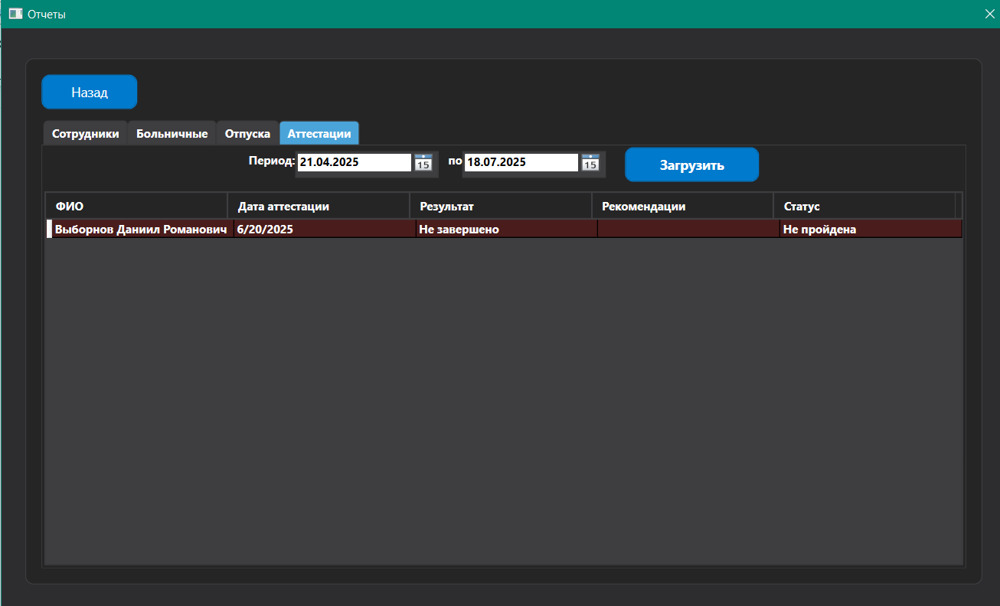 Отчеты
Назад
Сотрудники Больничные Отпуска Аттестации
Период: 21.04.2025 15 по 18.07.2025 15 Загрузить
ФИО Дата аттестации Результат Рекомендации Статус
Выборнов Даниил Романович 6/20/2025 Не завершено Не пройдена